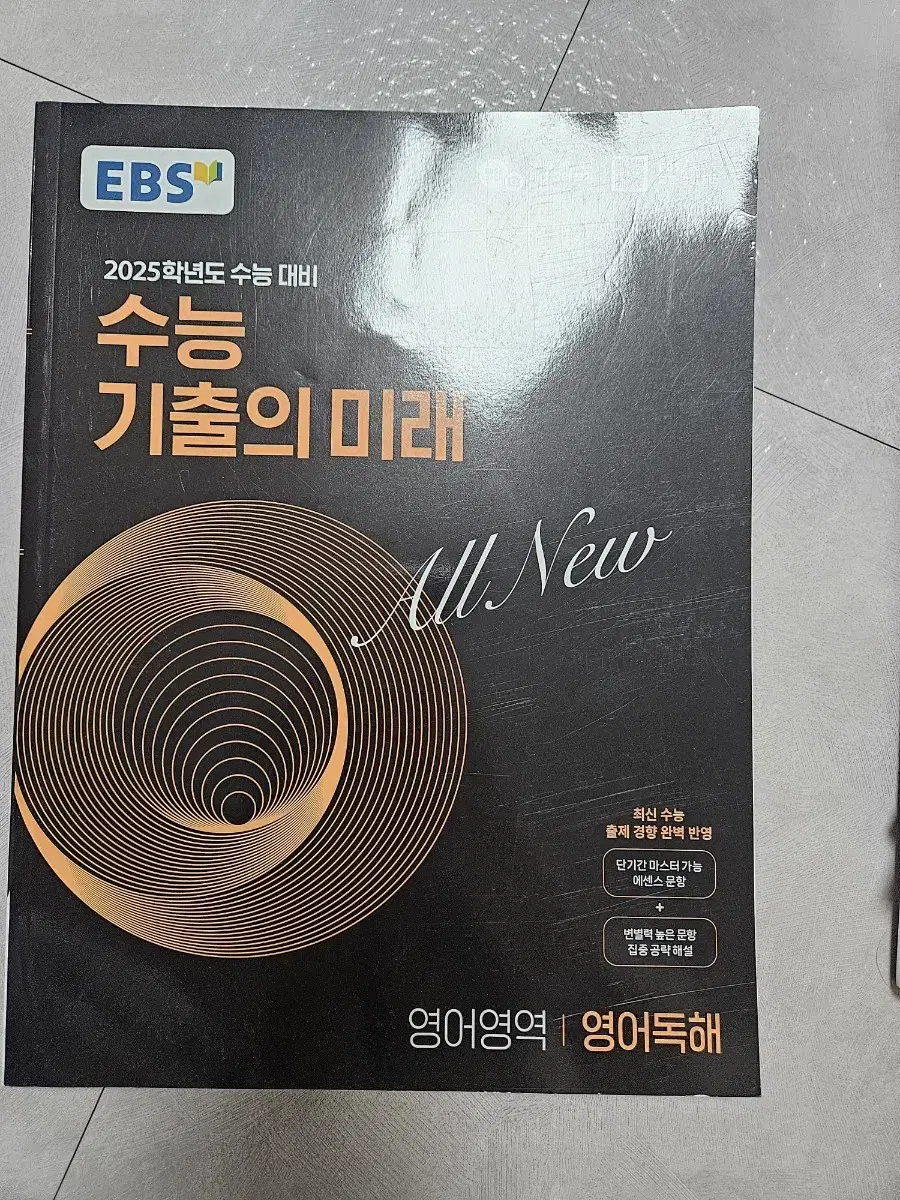 EBS
2025학년도 수능 대비
수능
기출의 미래
All New
최신 수능
출제 경향 완벽 반영
단기간 마스터 가능
에센스 문항
+
변별력 높은 문항
집중 공략 해설
영어영역 | 영어독해